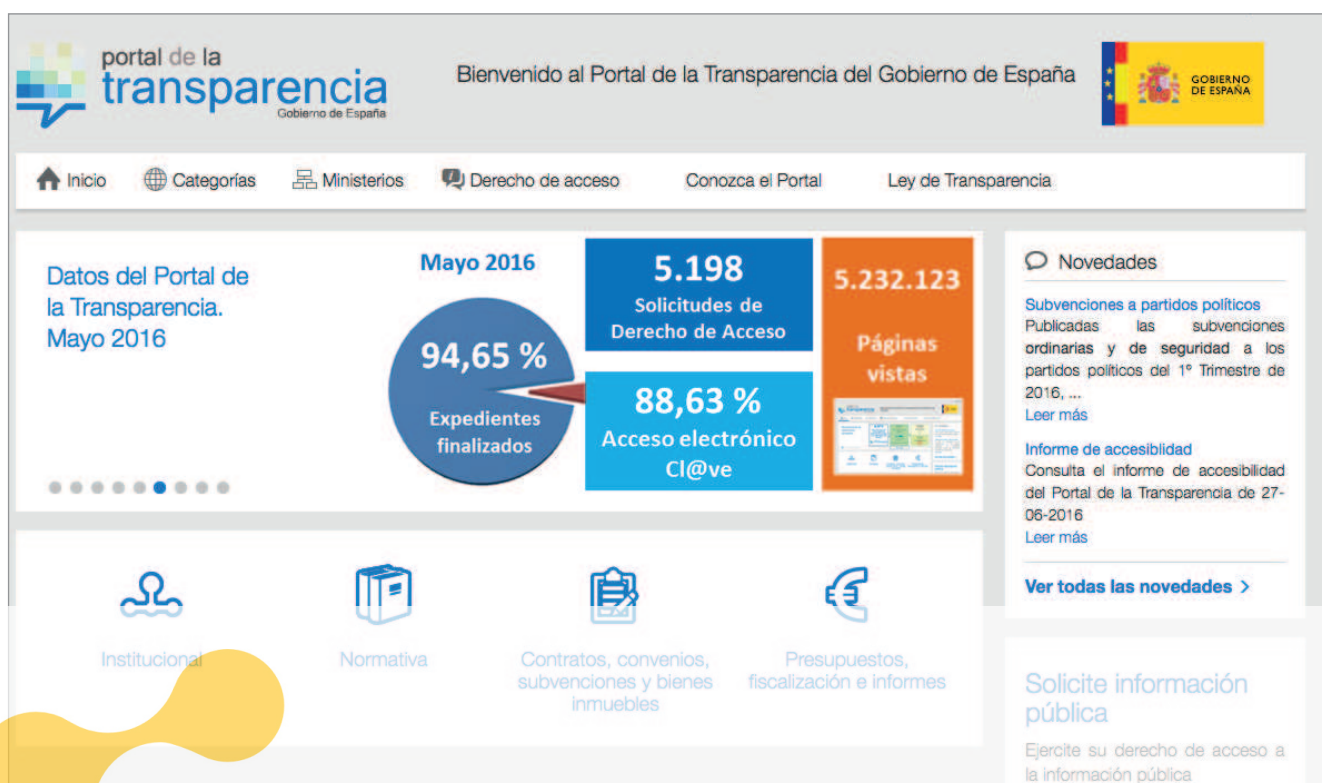 portal de la
transparencia
Gobierno de España
Bienvenido al Portal de la Transparencia del Gobierno de España
GOBIERNO
DE ESPAÑA
Inicio
Categorías
Ministerios
Derecho de acceso
Conozca el Portal
Ley de Transparencia
Datos del Portal de
la Transparencia.
Mayo 2016
Mayo 2016
94,65 %
Expedientes
finalizados
5.198
Solicitudes de
Derecho de Acceso
88,63 %
Acceso electrónico
Cl@ve
5.232.123
Páginas
vistas
Novedades
Subvenciones a partidos políticos
Publicadas las subvenciones
ordinarias y de seguridad a los
partidos políticos del 1º Trimestre de
2016, ...
Leer más
Informe de accesiblidad
Consulta el informe de accesibilidad
del Portal de la Transparencia de 27-
06-2016
Leer más
Ver todas las novedades >
Institucional
Normativa
Contratos, convenios,
subvenciones y bienes
inmuebles
Presupuestos,
fiscalización e informes
Solicite información
pública
Ejercite su derecho de acceso a
la información pública